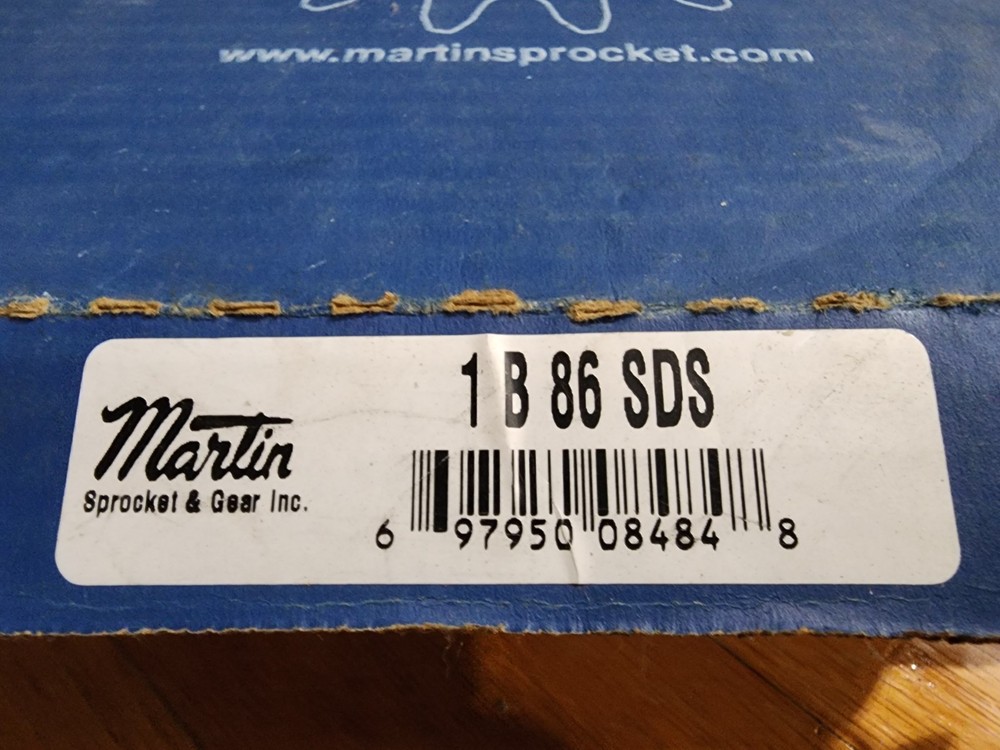 www.martinsprocket.com
1 B 86 SDS
Martin
Sprocket & Gear Inc.
6 97950 08484 8